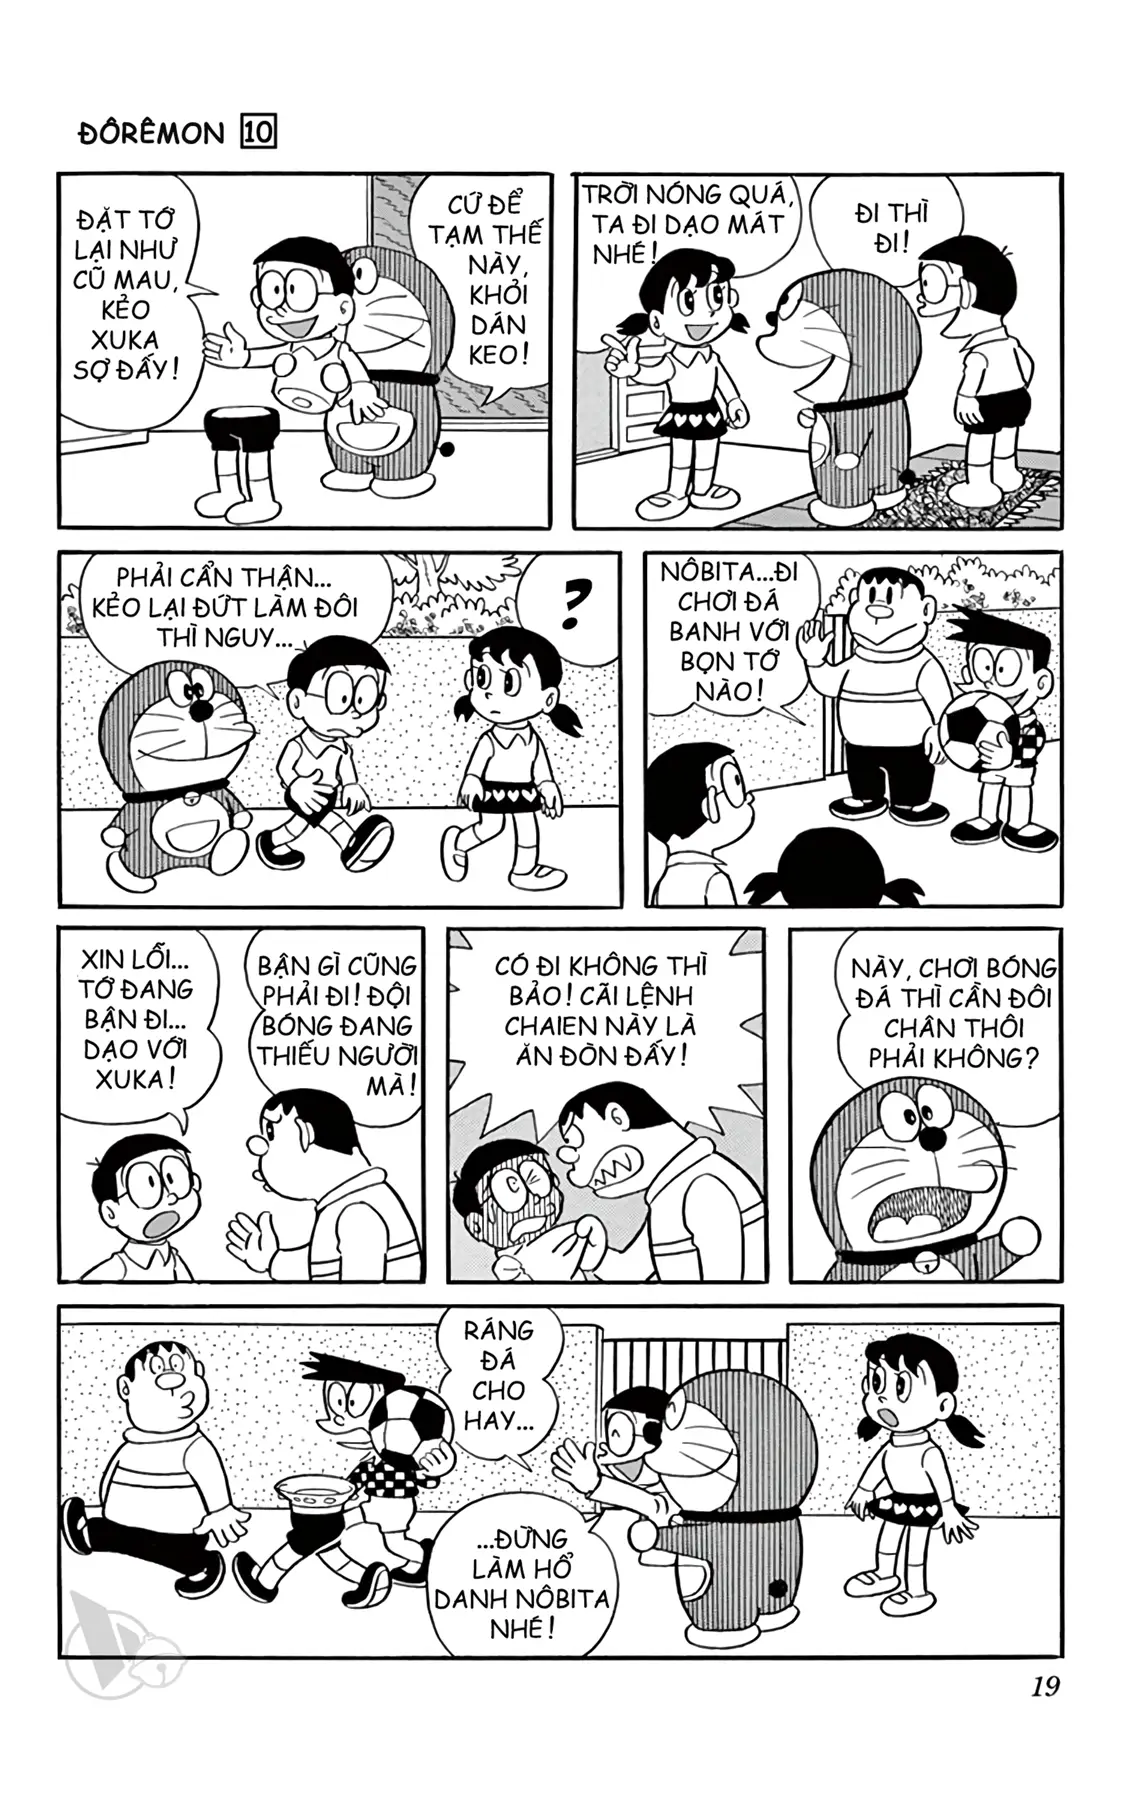 ĐÔRÊMON 10
ĐẶT TỚ
LẠI NHƯ
CŨ MAU,
KẺO
XUKA
SỢ ĐẤY!
CỨ ĐỂ
TẠM THẾ
NÀY,
KHỎI
DÁN
KEO!
TRỜI NÓNG QUÁ,
TA ĐI DẠO MÁT
NHÉ!
ĐI THÌ
ĐI!
PHẢI CẨN THẬN...
KẺO LẠI ĐỨT LÀM ĐÔI
THÌ NGUY...
?
NÔBITA...ĐI
CHƠI ĐÁ
BANH VỚI
BỌN TỚ
NÀO!
XIN LỖI...
TỚ ĐANG
BẬN ĐI...
DẠO VỚI
XUKA!
BẬN GÌ CŨNG
PHẢI ĐI! ĐỘI
BÓNG ĐANG
THIẾU NGƯỜI
MÀ!
CÓ ĐI KHÔNG THÌ
BẢO! CÃI LỆNH
CHAIEN NÀY LÀ
ĂN ĐÒN ĐẤY!
NÀY, CHƠI BÓNG
ĐÁ THÌ CẦN ĐÔI
CHÂN THÔI
PHẢI KHÔNG?
RÁNG
ĐÁ
CHO
HAY...
...ĐỪNG
LÀM HỔ
DANH NÔBITA
NHÉ!
19